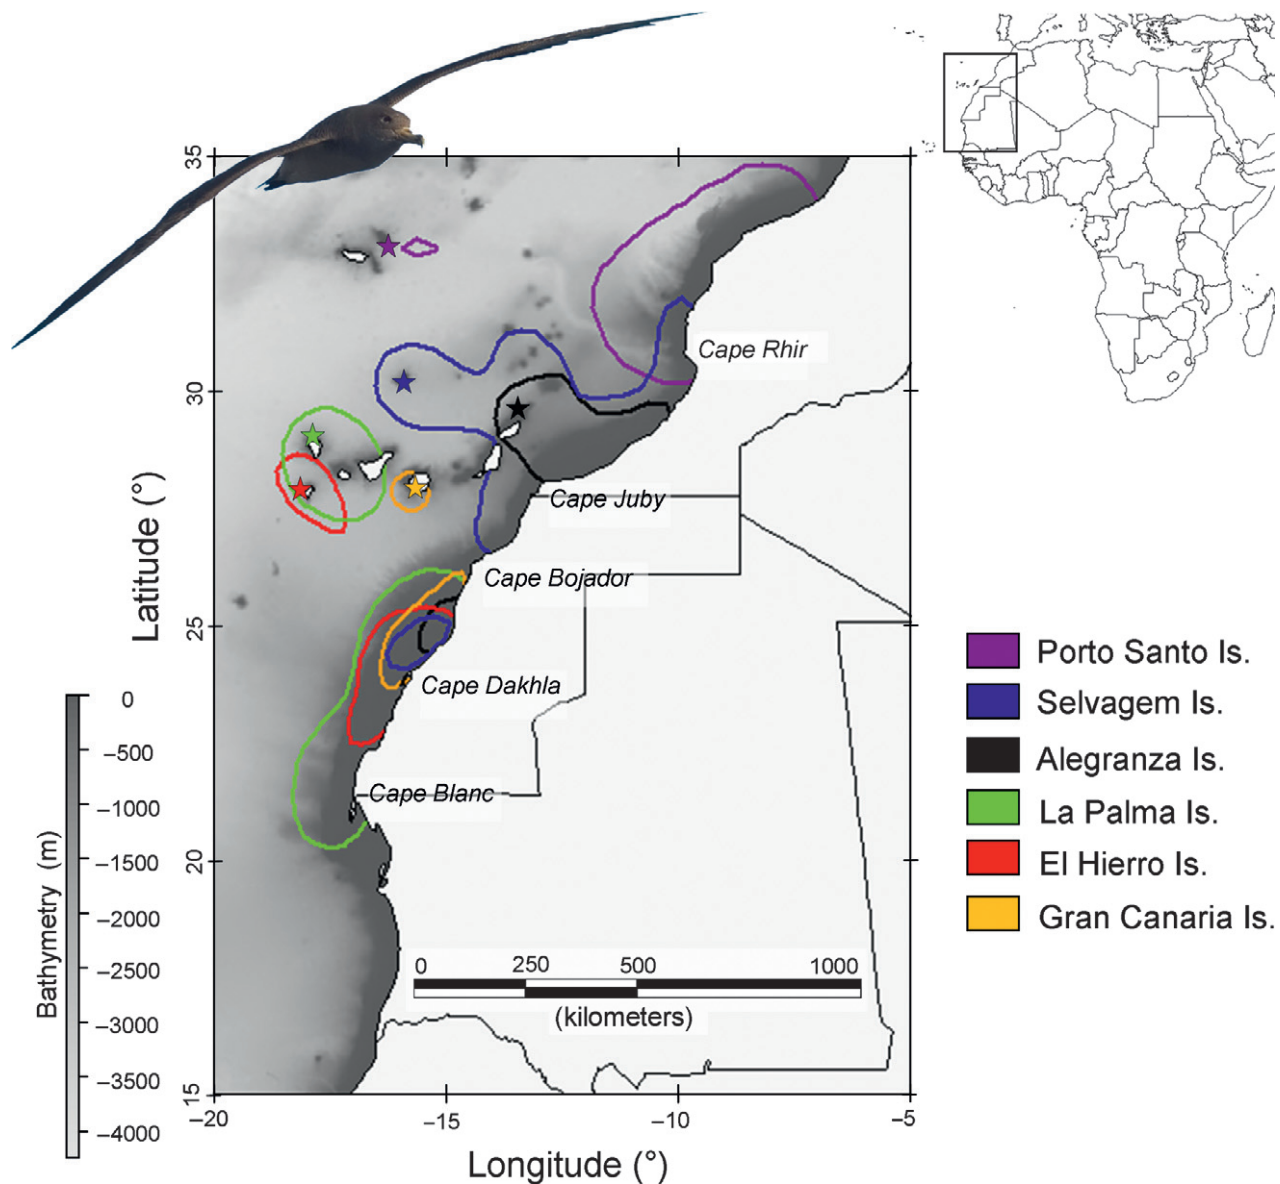 35
30
25
20
15
Latitude (°)
Cape Rhir
Cape Juby
Cape Bojador
Cape Dakhla
Cape Blanc
0 250 500 1000
(kilometers)
–20 –15 –10 –5
Longitude (°)
Bathymetry (m)
0
–500
–1000
–1500
–2000
–2500
–3000
–3500
–4000
Porto Santo Is.
Selvagem Is.
Alegranza Is.
La Palma Is.
El Hierro Is.
Gran Canaria Is.